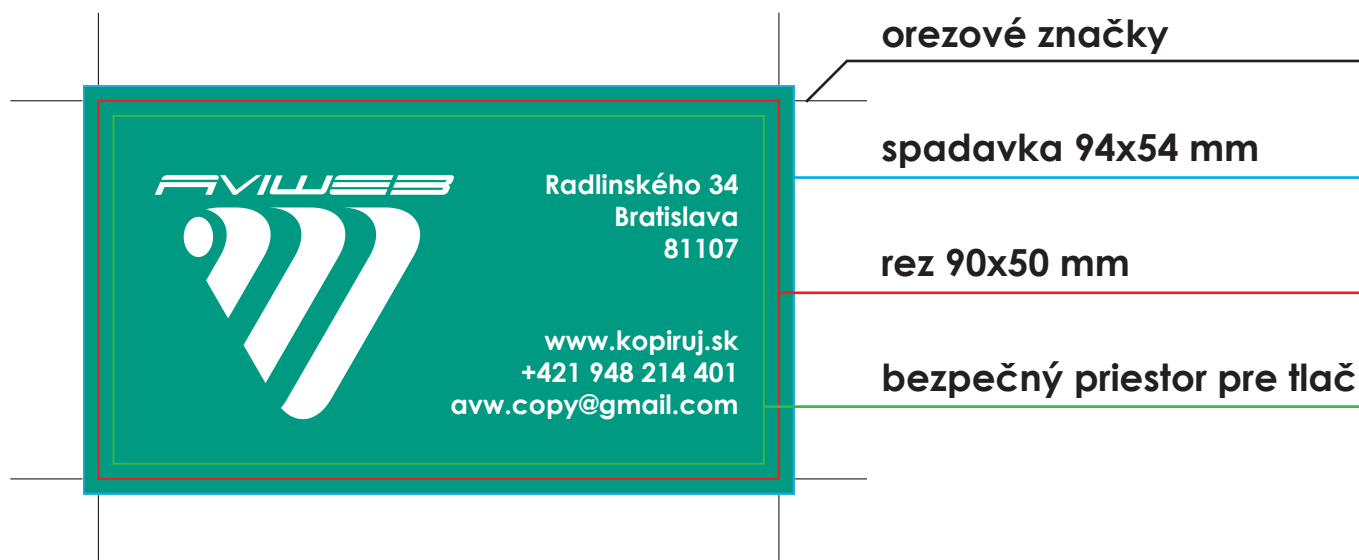 orezové značky
spadavka 94x54 mm
rez 90x50 mm
bezpečný priestor pre tlač
AVIWEB
Radlinského 34
Bratislava
81107
www.kopiruj.sk
+421 948 214 401
avw.copy@gmail.com